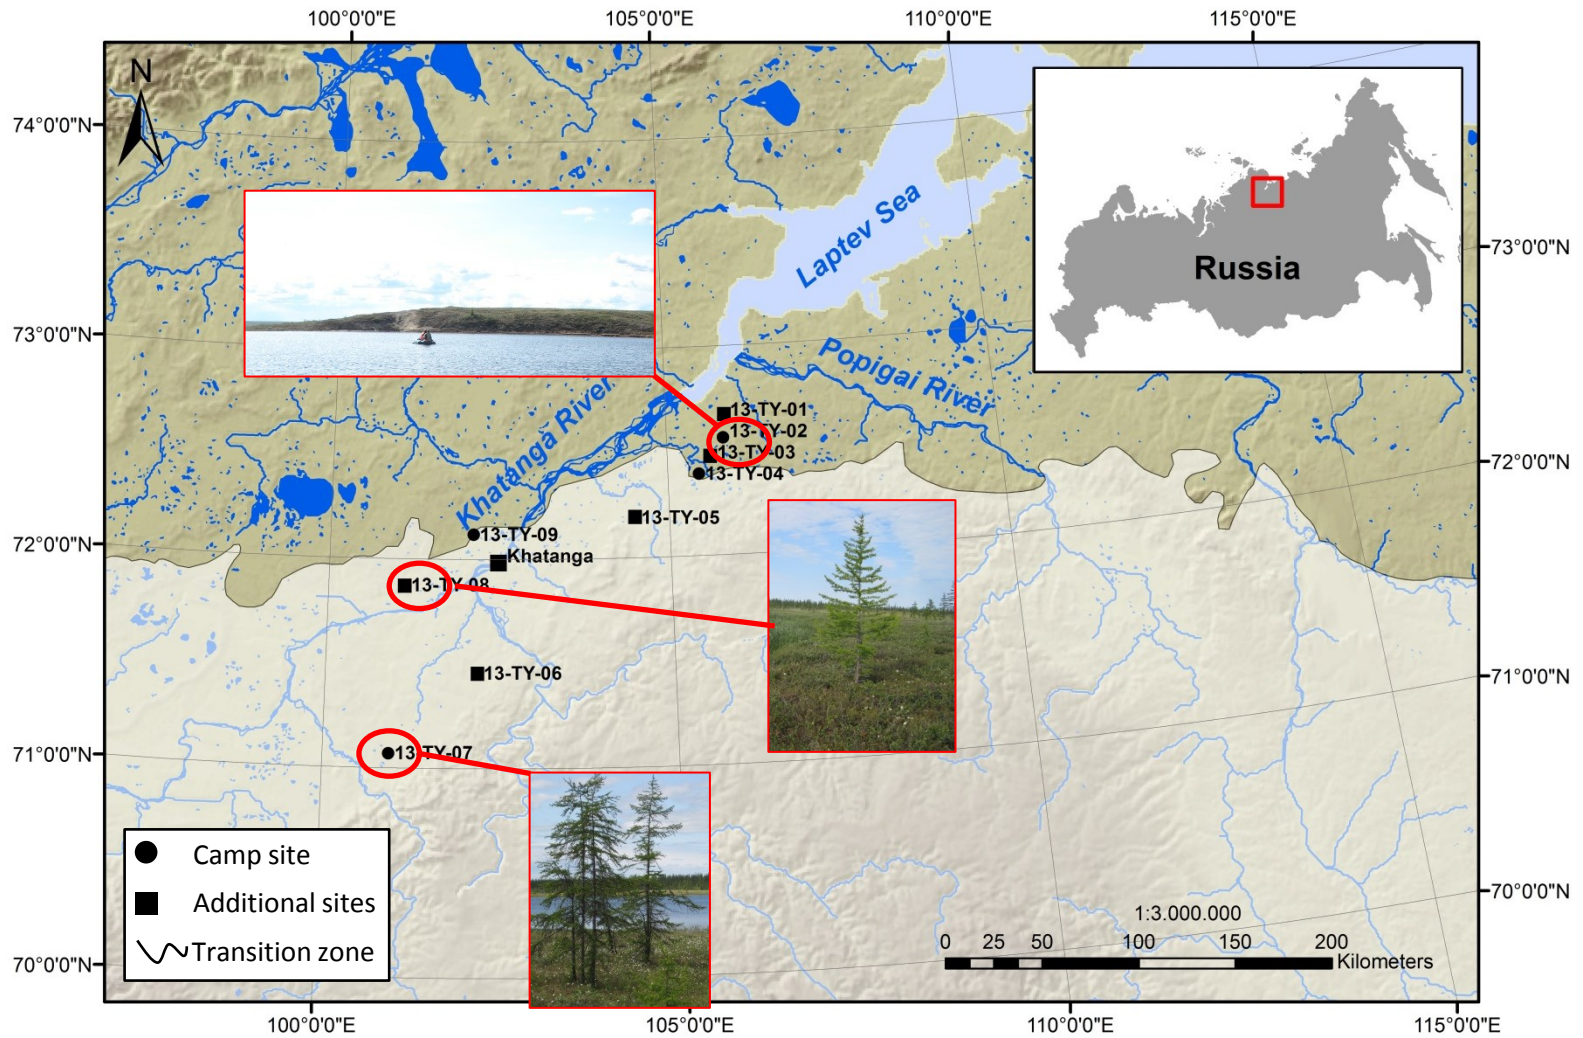 100°0'0"E
105°0'0"E
110°0'0"E
115°0'0"E
N
74°0'0"N
73°0'0"N
72°0'0"N
71°0'0"N
70°0'0"N
73°0'0"N
72°0'0"N
71°0'0"N
70°0'0"N
Russia
Laptev Sea
Popigai River
Khatanga River
13-TY-01
13-TY-02
13-TY-03
13-TY-04
13-TY-05
13-TY-09
Khatanga
13-TY-08
13-TY-06
13-TY-07
Camp site
Additional sites
Transition zone
1:3.000.000
0 25 50 100 150 200
Kilometers
100°0'0"E
105°0'0"E
110°0'0"E
115°0'0"E